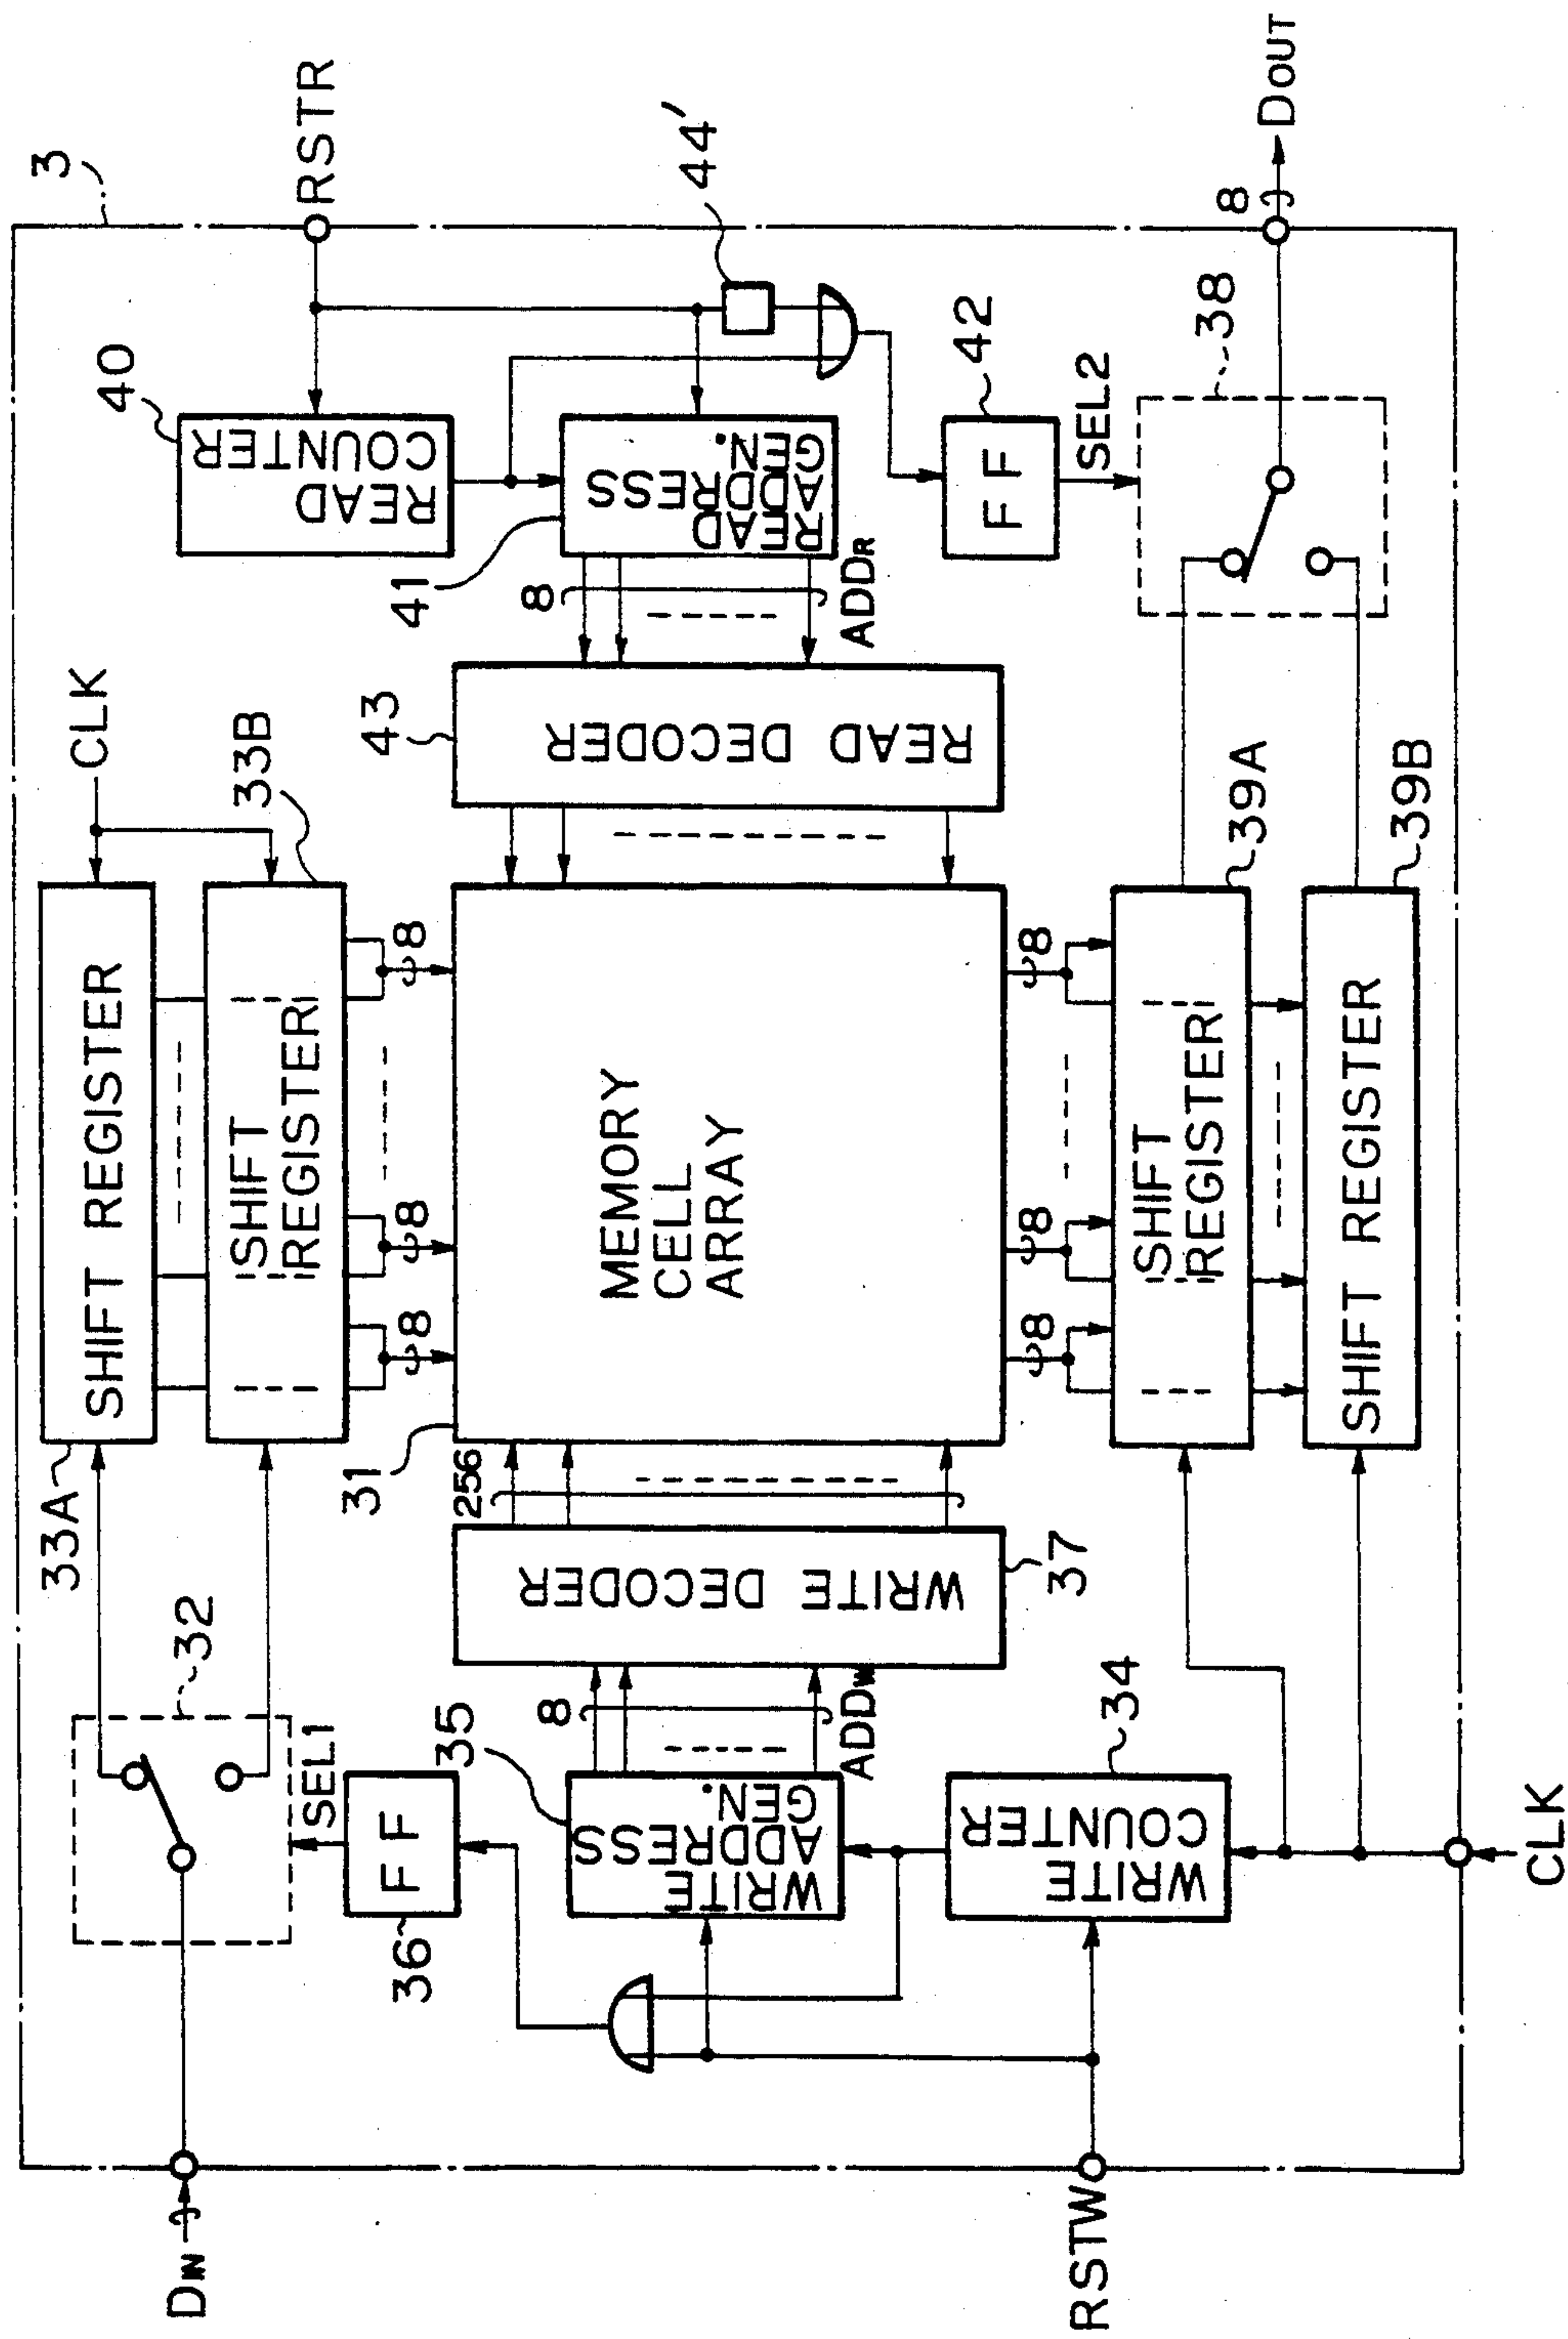 3
CLK
RSTR
33A
SHIFT REGISTER
33B
SHIFT
REGISTER
DIN
32
SEL1
FF
36
8
8
8
40
READ
COUNTER
44'
35
WRITE
ADDRESS
GEN.
8
ADDW
WRITE DECODER
37
256
31
MEMORY
CELL
ARRAY
43
READ DECODER
8
ADDR
41
READ
ADDRESS
GEN.
42
FF
SEL2
38
34
WRITE
COUNTER
RSTW
8
8
8
SHIFT
REGISTER
39A
SHIFT REGISTER
39B
8
DOUT
CLK